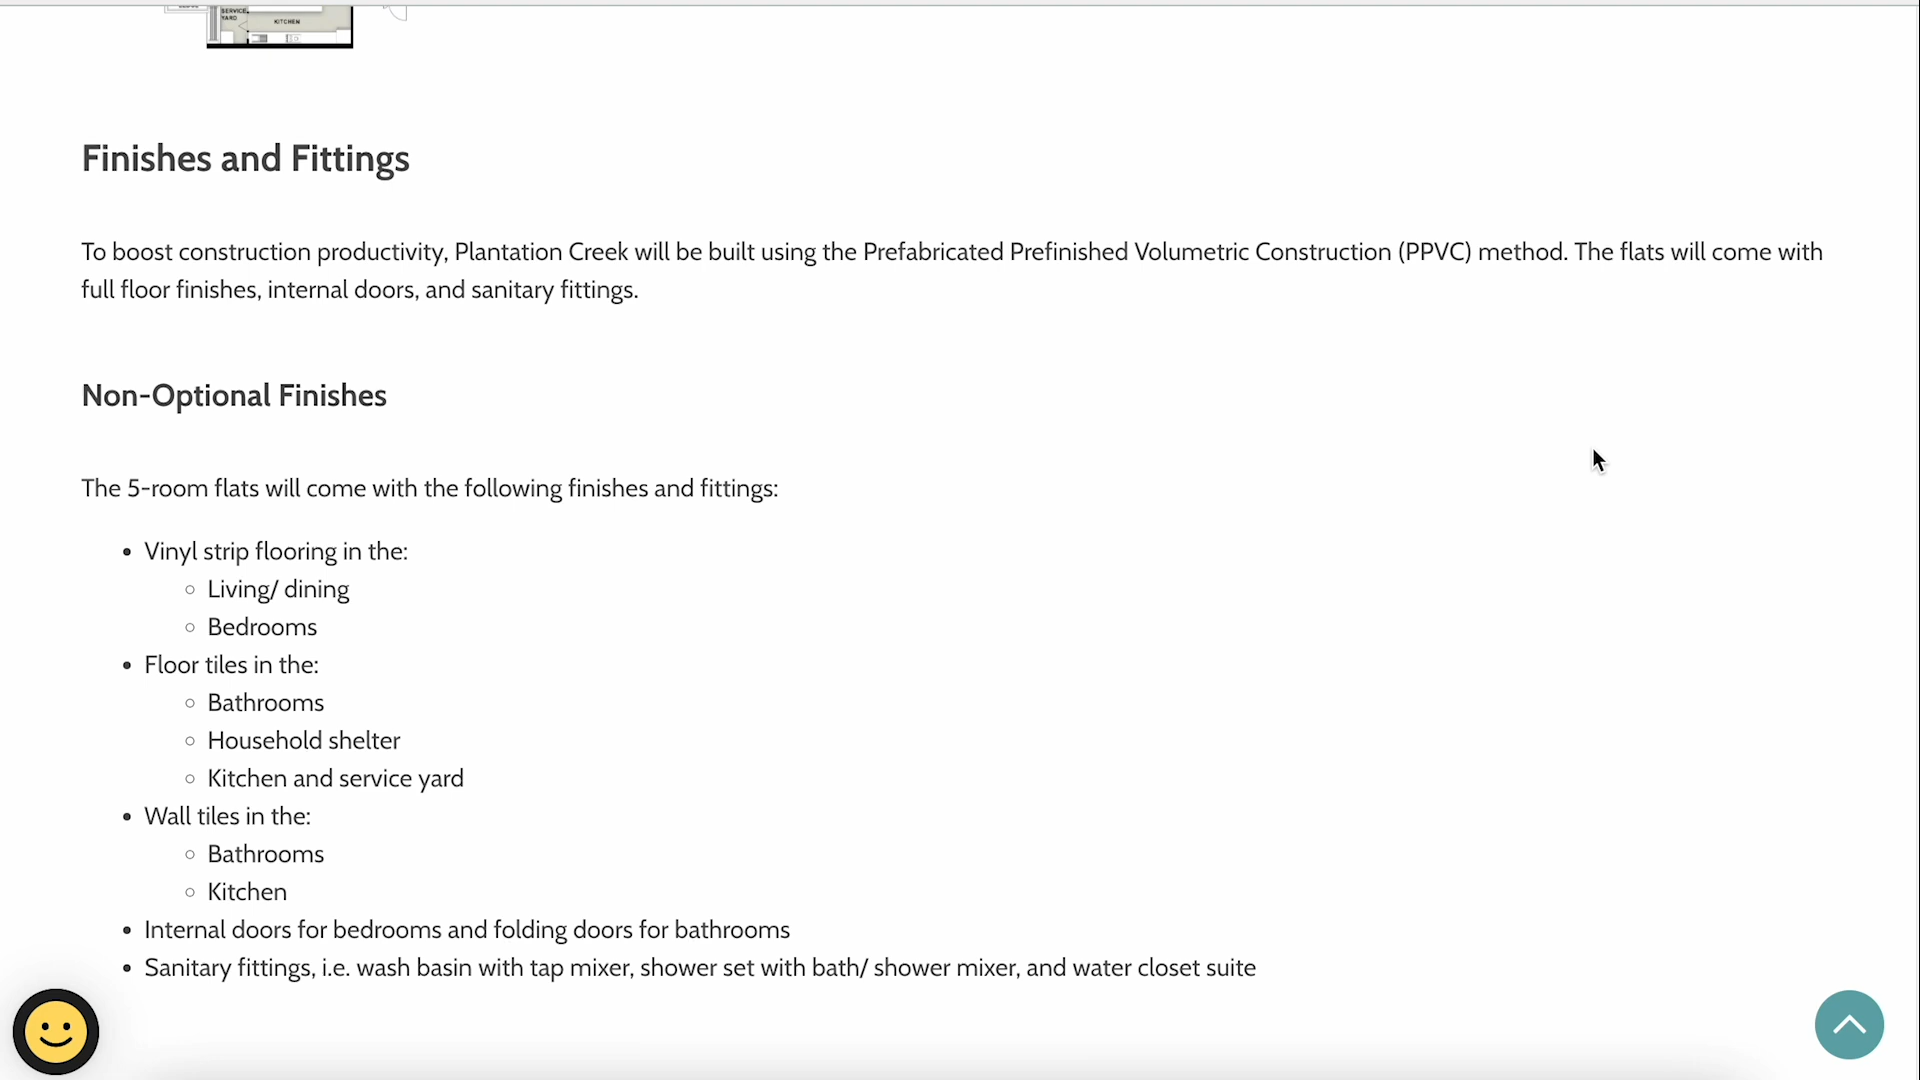 SERVICE
YARD
KITCHEN
Finishes and Fittings
To boost construction productivity, Plantation Creek will be built using the Prefabricated Prefinished Volumetric Construction (PPVC) method. The flats will come with
full floor finishes, internal doors, and sanitary fittings.
Non-Optional Finishes
The 5-room flats will come with the following finishes and fittings:
• Vinyl strip flooring in the:
○ Living/ dining
○ Bedrooms
• Floor tiles in the:
○ Bathrooms
○ Household shelter
○ Kitchen and service yard
• Wall tiles in the:
○ Bathrooms
○ Kitchen
• Internal doors for bedrooms and folding doors for bathrooms
• Sanitary fittings, i.e. wash basin with tap mixer, shower set with bath/ shower mixer, and water closet suite